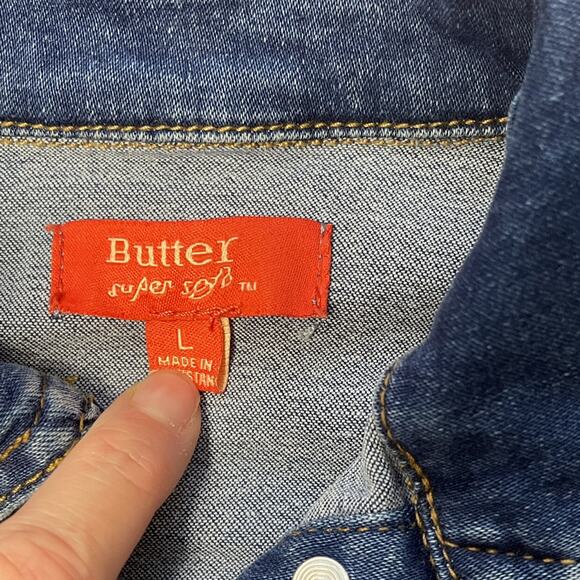 Butter
super soft TM
L
MADE IN